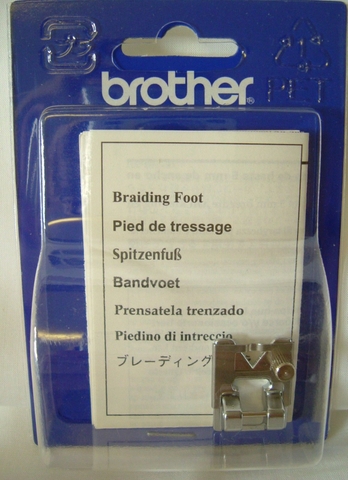 brother®
PET
Braiding Foot
Pied de tressage
Spitzenfuß
Bandvoet
Prensatela trenzado
Piedino di intreccio
ブレーディング